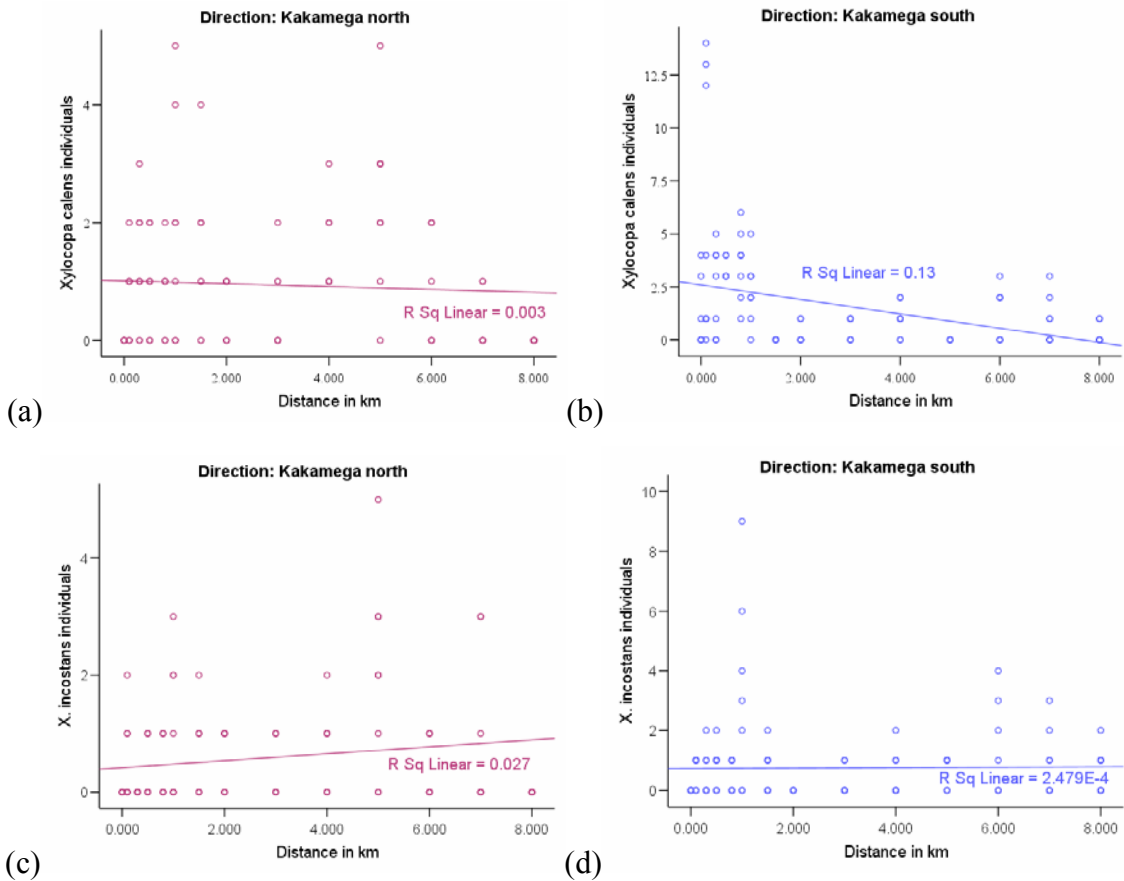 Direction: Kakamega north
Xylocopa calens individuals
4
2
0
R Sq Linear = 0.003
0.000 2.000 4.000 6.000 8.000
Distance in km
(a)
Direction: Kakamega south
Xylocopa calens individuals
12.5
10
7.5
5
2.5
0
R Sq Linear = 0.13
0.000 2.000 4.000 6.000 8.000
Distance in km
(b)
Direction: Kakamega north
X. incostans individuals
4
2
0
R Sq Linear = 0.027
0.000 2.000 4.000 6.000 8.000
Distance in km
(c)
Direction: Kakamega south
X. incostans individuals
10
8
6
4
2
0
R Sq Linear = 2.479E-4
0.000 2.000 4.000 6.000 8.000
Distance in km
(d)